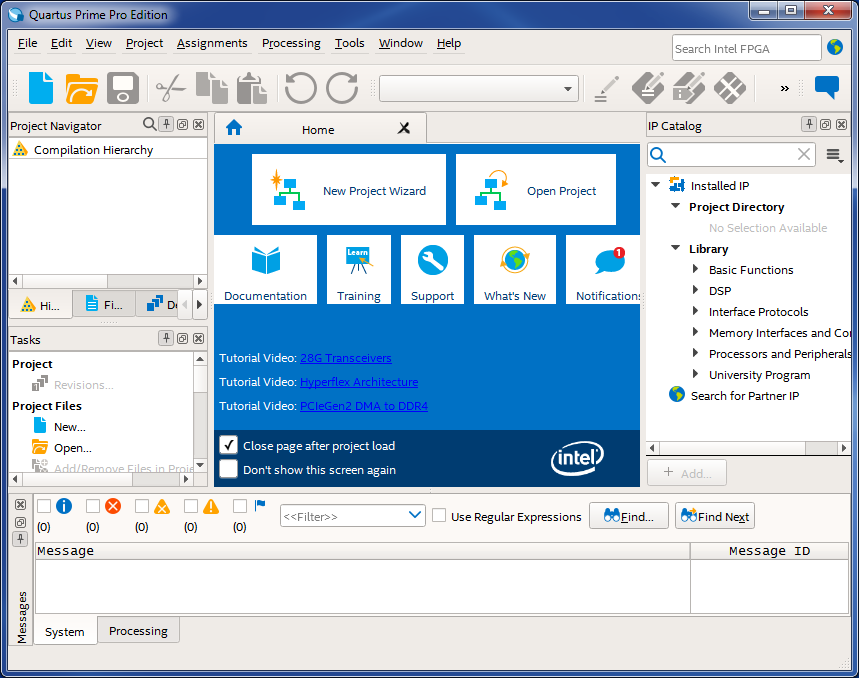 Quartus Prime Pro Edition
File Edit View Project Assignments Processing Tools Window Help
Search Intel FPGA
»
Project Navigator
Compilation Hierarchy
Hi...
Fi...
Tasks
Project
Revisions...
Project Files
New...
Open...
Add/Remove Files in
Home
New Project Wizard
Open Project
Documentation
Learn
Training
Support
What's New
1
Notifications
Tutorial Video: 28G Transceivers
Tutorial Video: Hyperflex Architecture
Tutorial Video: PCIeGen2 DMA to DDR4
Close page after project load
Don't show this screen again
intel
IP Catalog
Installed IP
Project Directory
No Selection Available
Library
Basic Functions
DSP
Interface Protocols
Memory Interfaces and
Processors and Peripherals
University Program
Search for Partner IP
+ Add...
Messages
(0) (0) (0) (0) (0)
<<Filter>>
Use Regular Expressions
Find...
Find Next
Message
Message ID
System
Processing